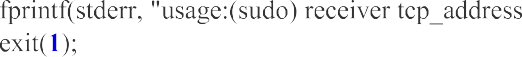 fprintf(stderr, "usage:(sudo) receiver tcp_address
exit(1);